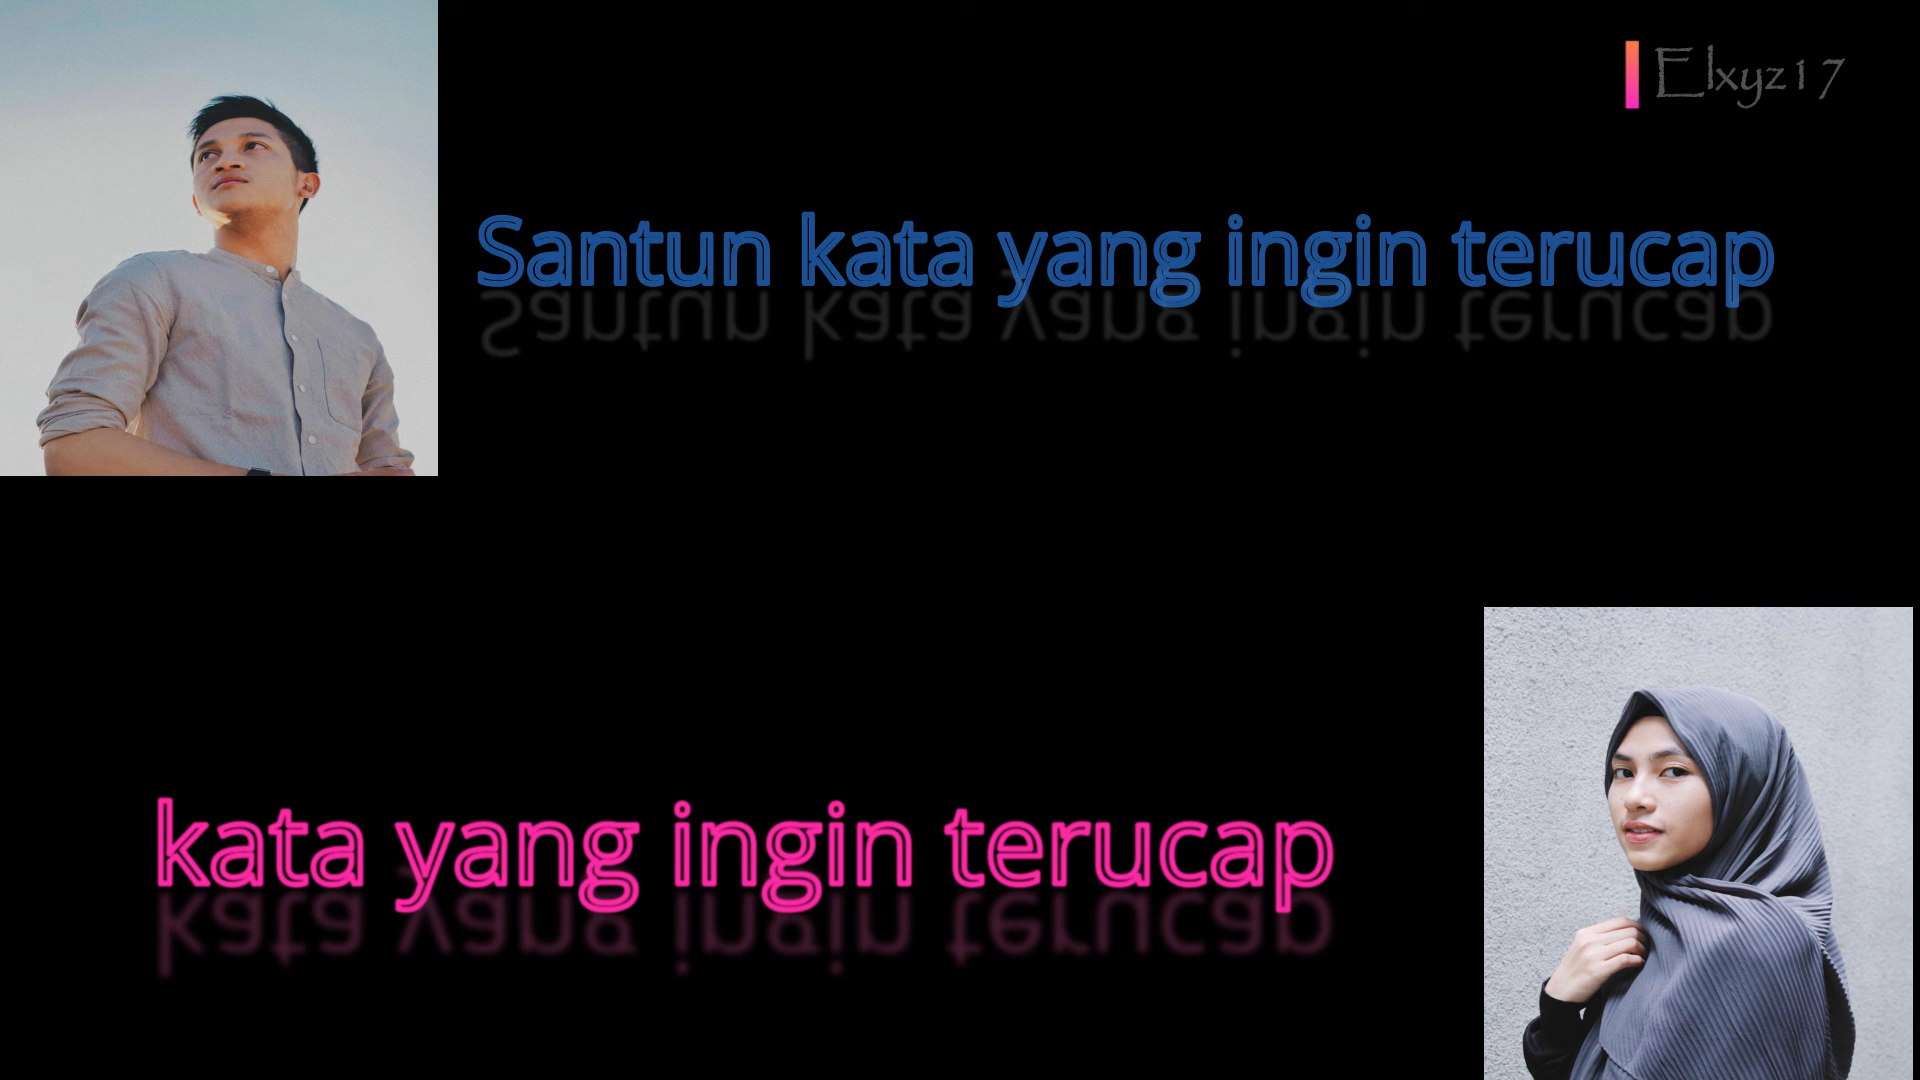 Elxyz17
Santun kata yang ingin terucap
kata yang ingin terucap